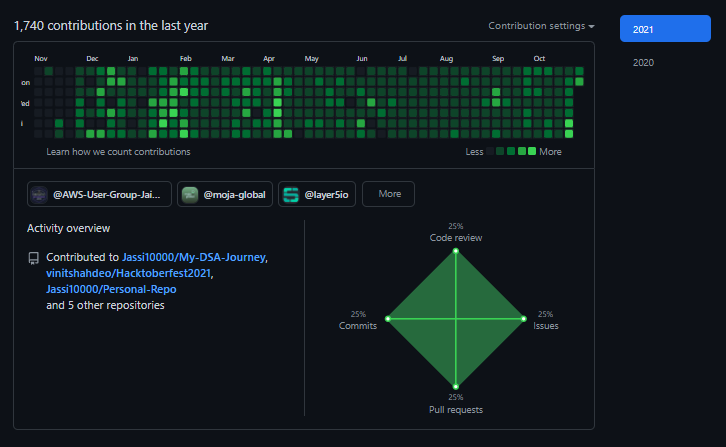 1,740 contributions in the last year
Contribution settings
2021
2020
Nov Dec Jan Feb Mar Apr May Jun Jul Aug Sep Oct
on
ed
i
Learn how we count contributions
Less More
@AWS-User-Group-Jai...
@moja-global
@layer5io
More
Activity overview
Contributed to Jassi10000/My-DSA-Journey,
vinitshahdeo/Hacktoberfest2021,
Jassi10000/Personal-Repo
and 5 other repositories
25%
Code review
25%
Commits
25%
Issues
25%
Pull requests